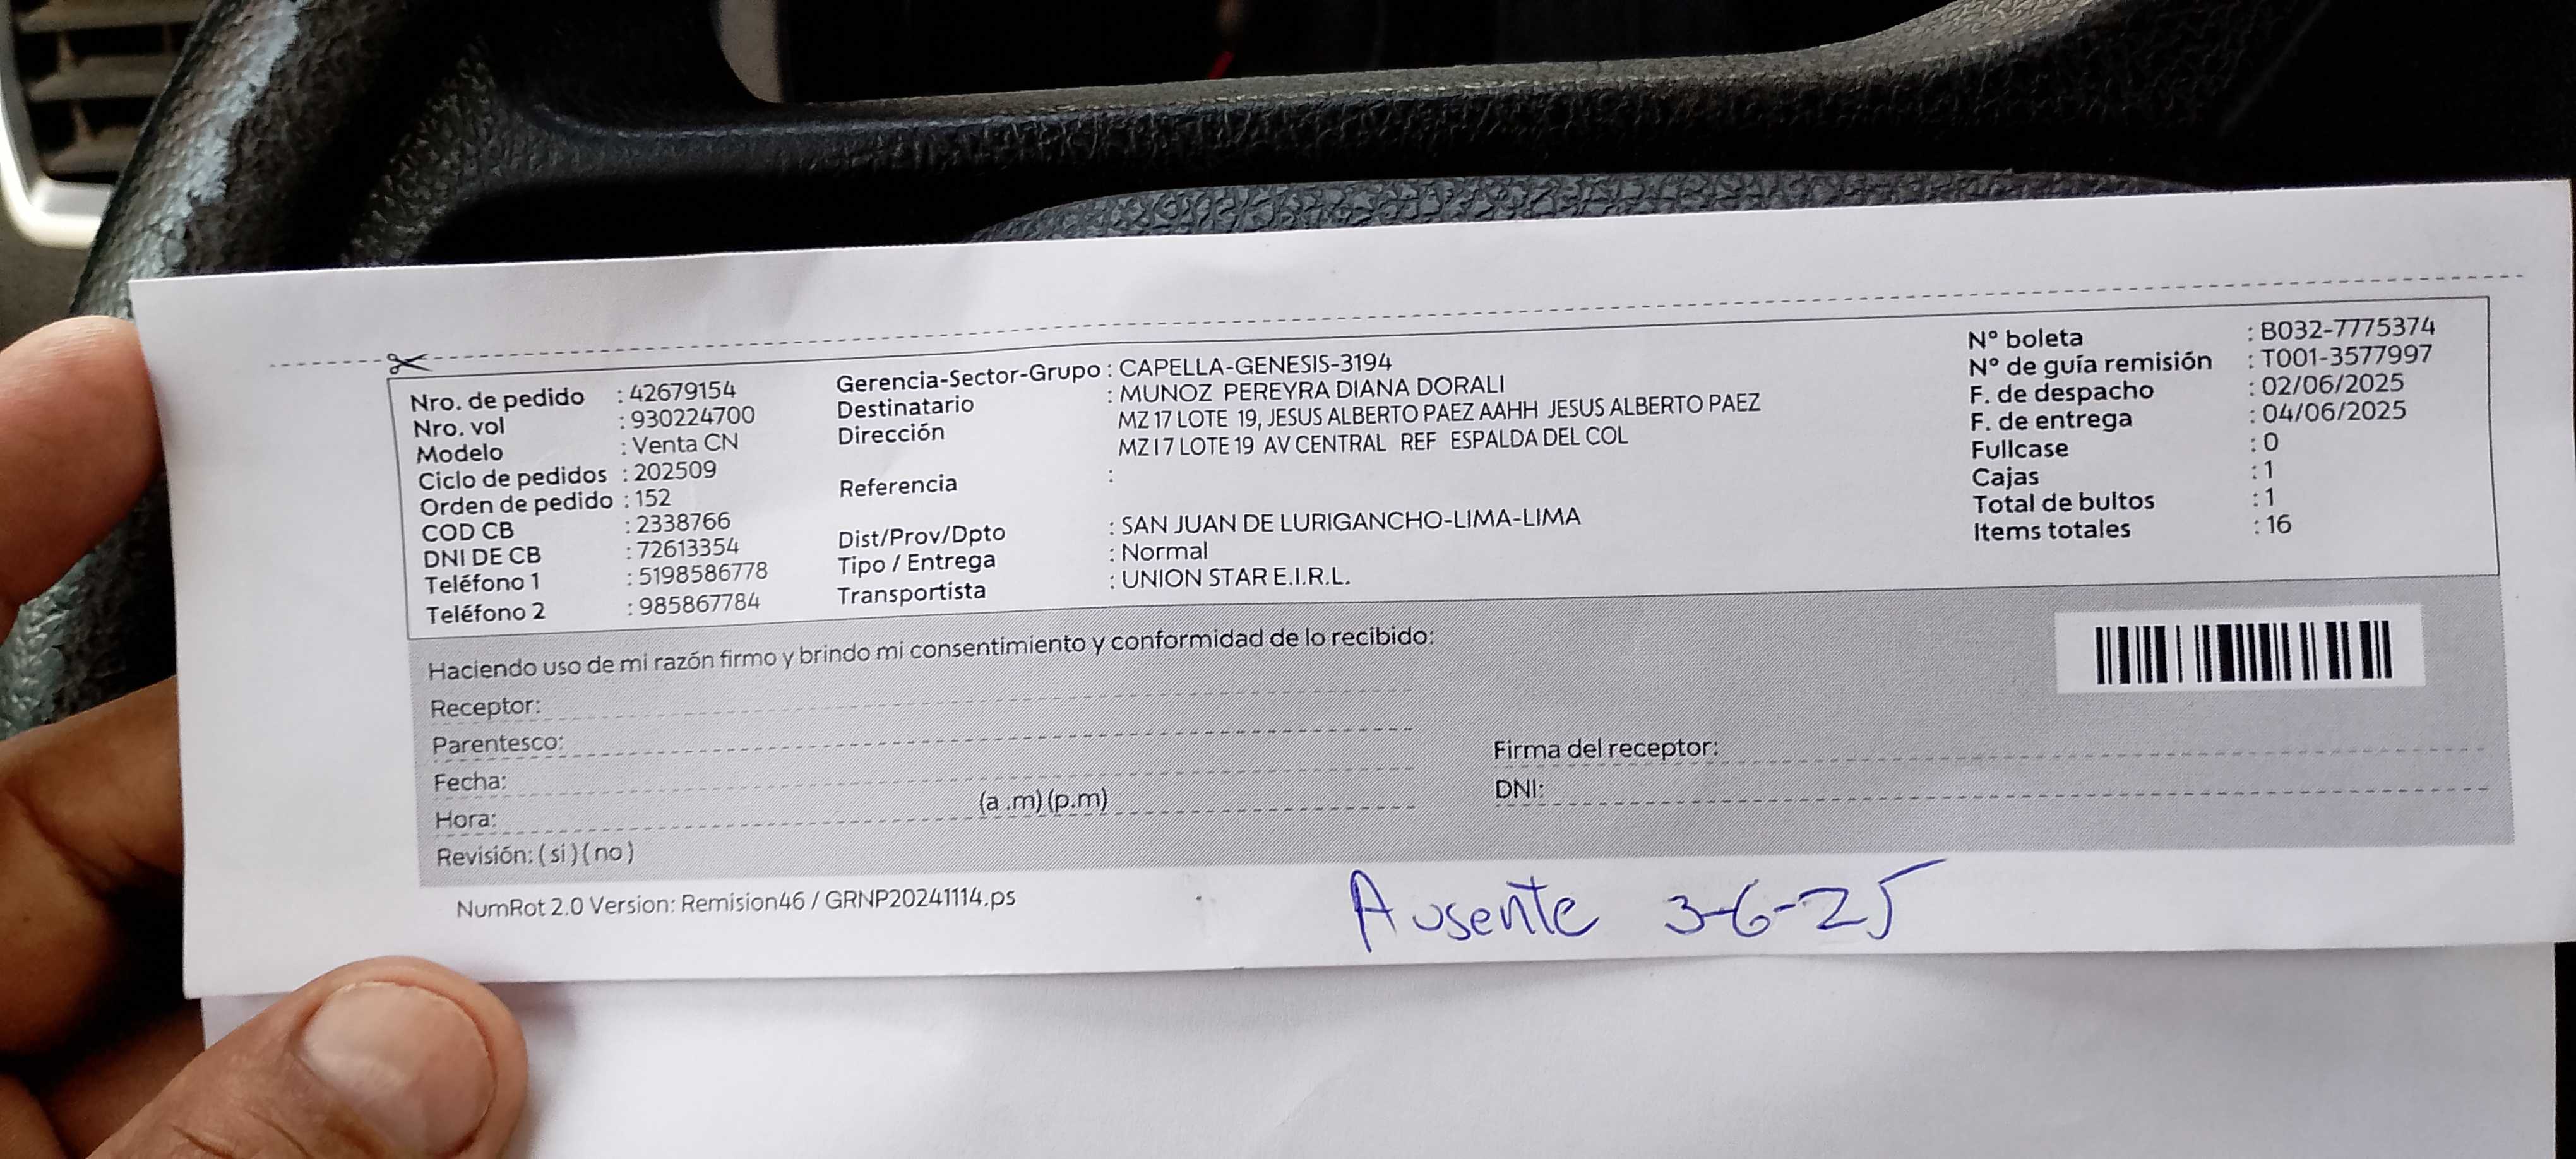 Nro. de pedido : 42679154
Nro. vol : 930224700
Modelo : Venta CN
Ciclo de pedidos : 202509
Orden de pedido : 152
COD CB : 2338766
DNI DE CB : 72613354
Teléfono 1 : 5198586778
Teléfono 2 : 985867784
Gerencia-Sector-Grupo : CAPELLA-GENESIS-3194
Destinatario : MUNOZ PEREYRA DIANA DORALI
Dirección MZ 17 LOTE 19, JESUS ALBERTO PAEZ AAHH JESUS ALBERTO PAEZ
MZ I 7 LOTE 19 AV CENTRAL REF ESPALDA DEL COL
Referencia :
Dist/Prov/Dpto : SAN JUAN DE LURIGANCHO-LIMA-LIMA
Tipo / Entrega : Normal
Transportista : UNION STAR E.I.R.L.
N° boleta : B032-7775374
N° de guía remisión : T001-3577997
F. de despacho : 02/06/2025
F. de entrega : 04/06/2025
Fullcase : 0
Cajas : 1
Total de bultos : 1
Items totales : 16
Haciendo uso de mi razón firmo y brindo mi consentimiento y conformidad de lo recibido:
Receptor:
Parentesco:
Fecha:
Hora: (a .m) (p.m)
Revisión: ( si ) ( no )
Firma del receptor:
DNI:
NumRot 2.0 Version: Remision46 / GRNP20241114.ps
Ausente 3-6-25